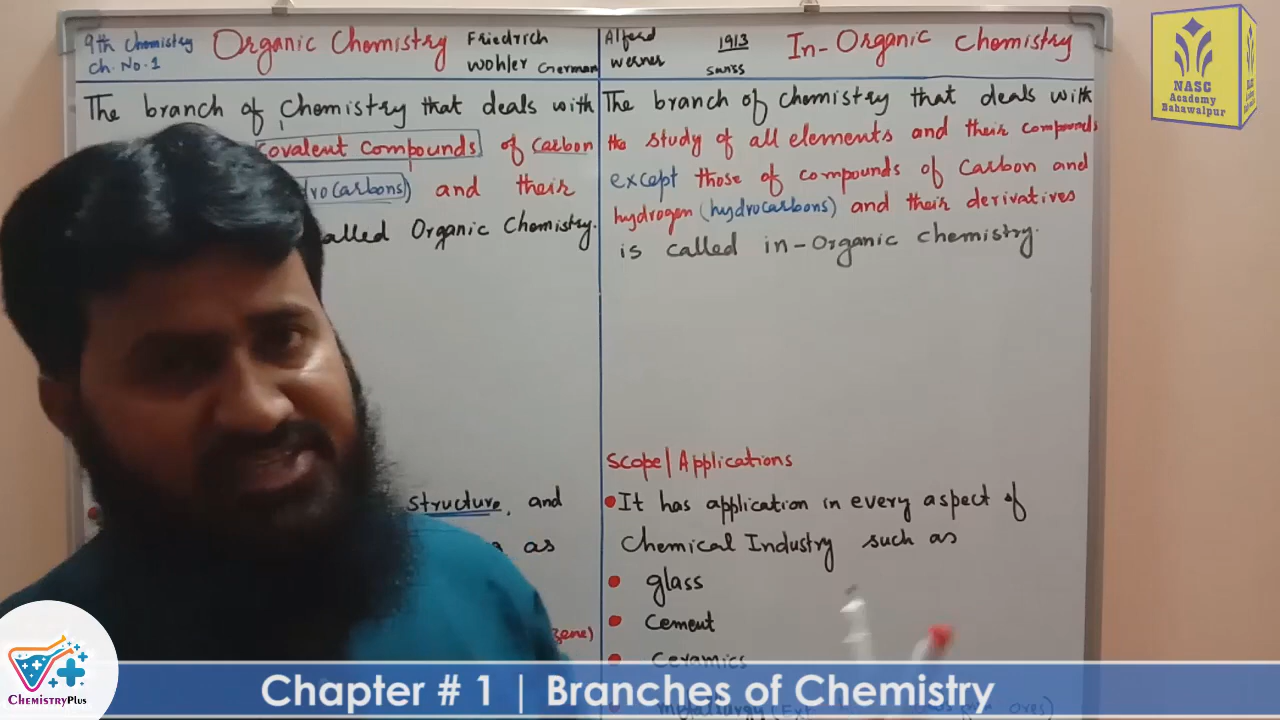 9th Chemistry
Ch. No. 1
Organic Chemistry
Friedrich
Wohler German
The branch of Chemistry that deals with
Covalent Compounds of carbon
and their
called Organic Chemistry.
structure, and
as
Alferd
werner
1913
swiss
In-Organic Chemistry
The branch of Chemistry that deals with
the study of all elements and their compounds
except those of compounds of Carbon and
hydrogen (hydrocarbons) and their derivatives
is called in-Organic chemistry.
Scope/Applications
• It has application in every aspect of
Chemical Industry such as
• glass
• Cement
• Ceramics
NASC
Academy
Bahawalpur
ChemistryPlus
Chapter # 1 | Branches of Chemistry